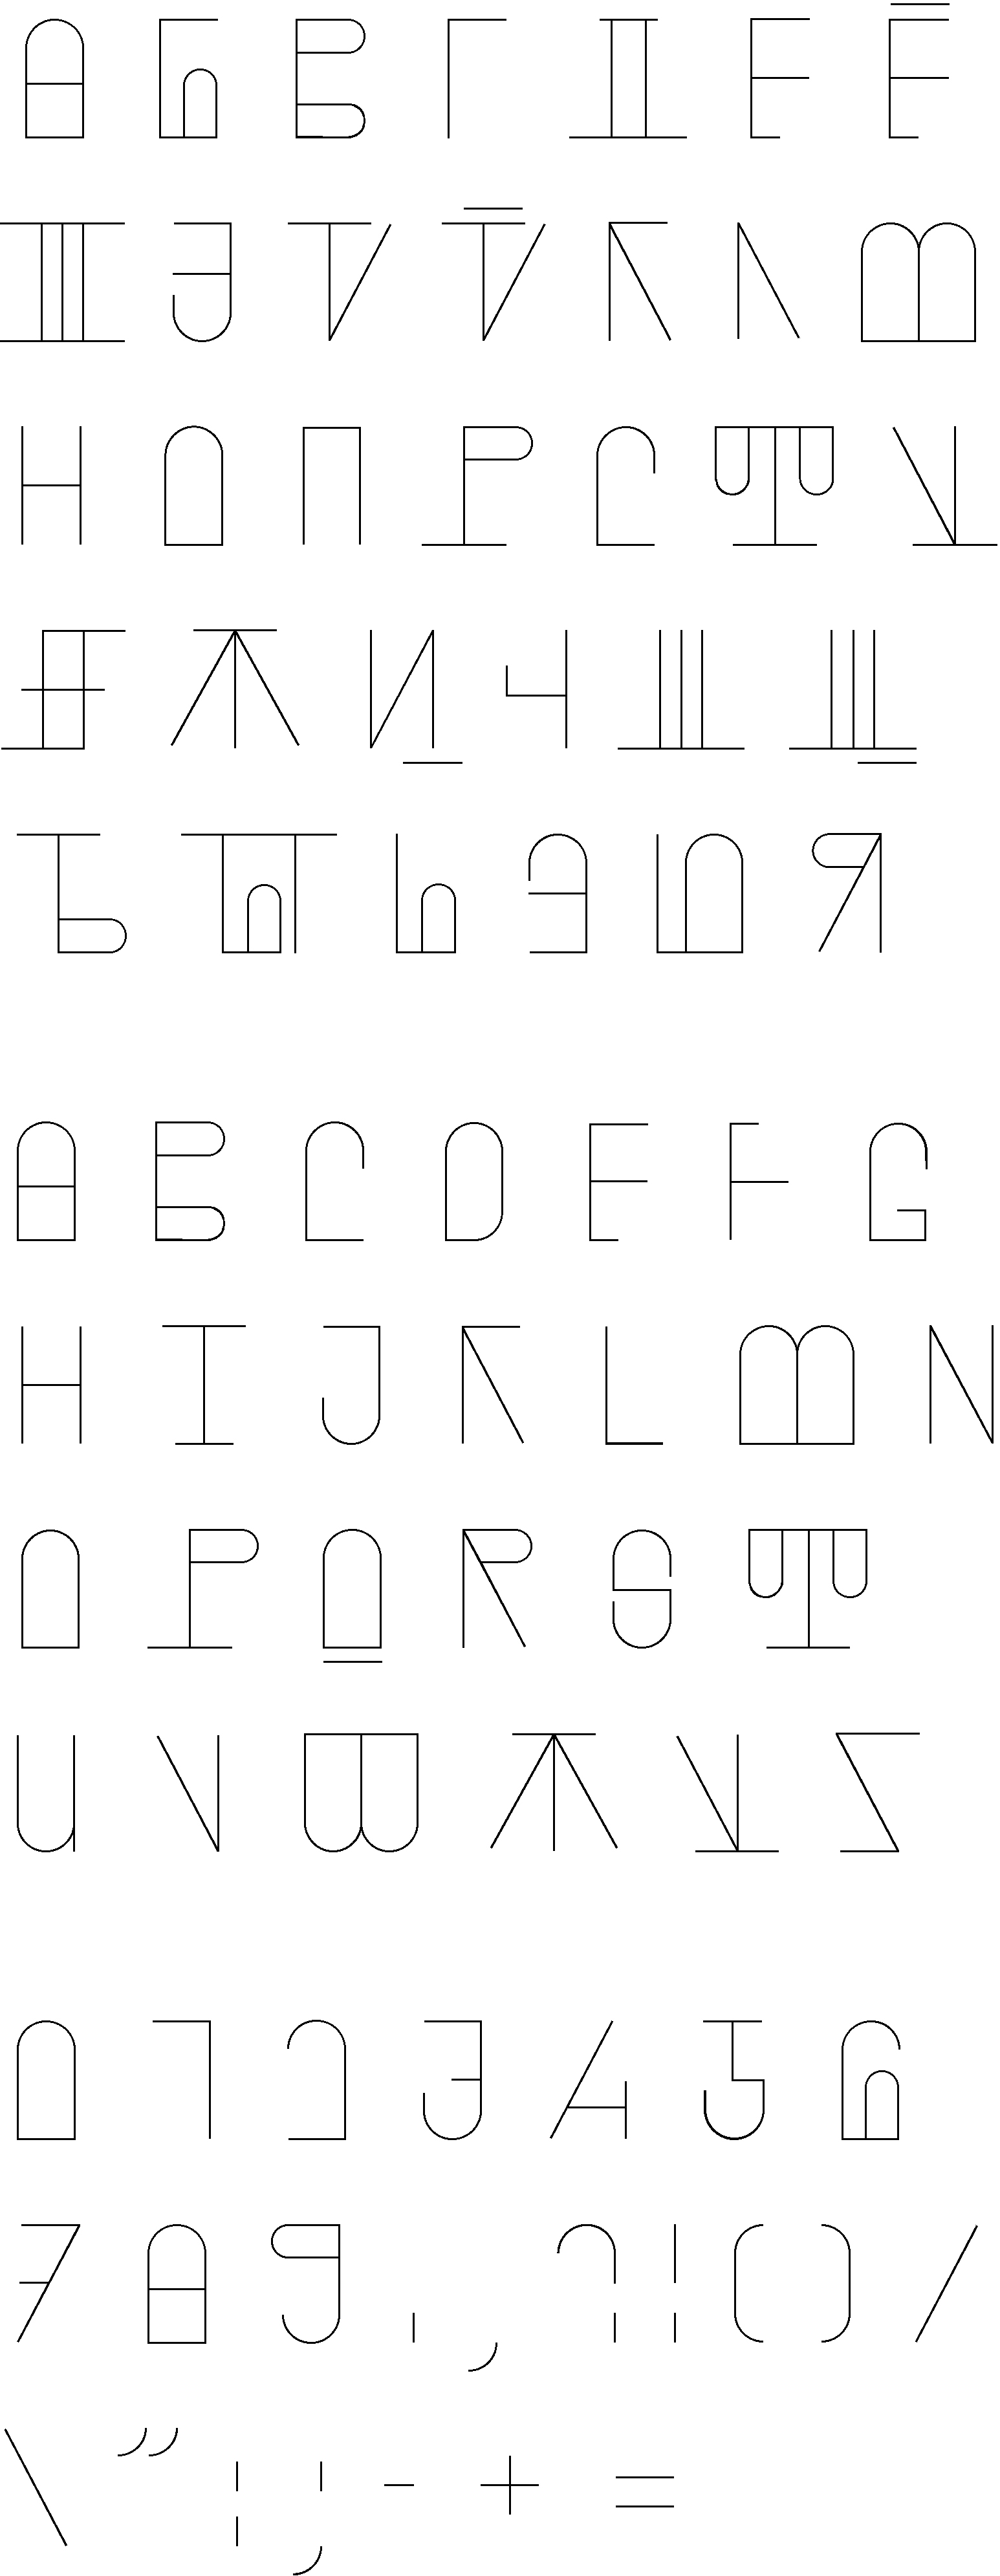 А Б В Г Д Е Ё
Ж З И Й К Л М
Н О П Р С Т У
Ф Х Ц Ч Ш Щ
Ъ Ы Ь Э Ю Я
A B C D E F G
H I J K L M N
O P Q R S T
U V W X Y Z
0 1 2 3 4 5 6
7 8 9 . , ? ! ( ) /
\ " : ; - + =